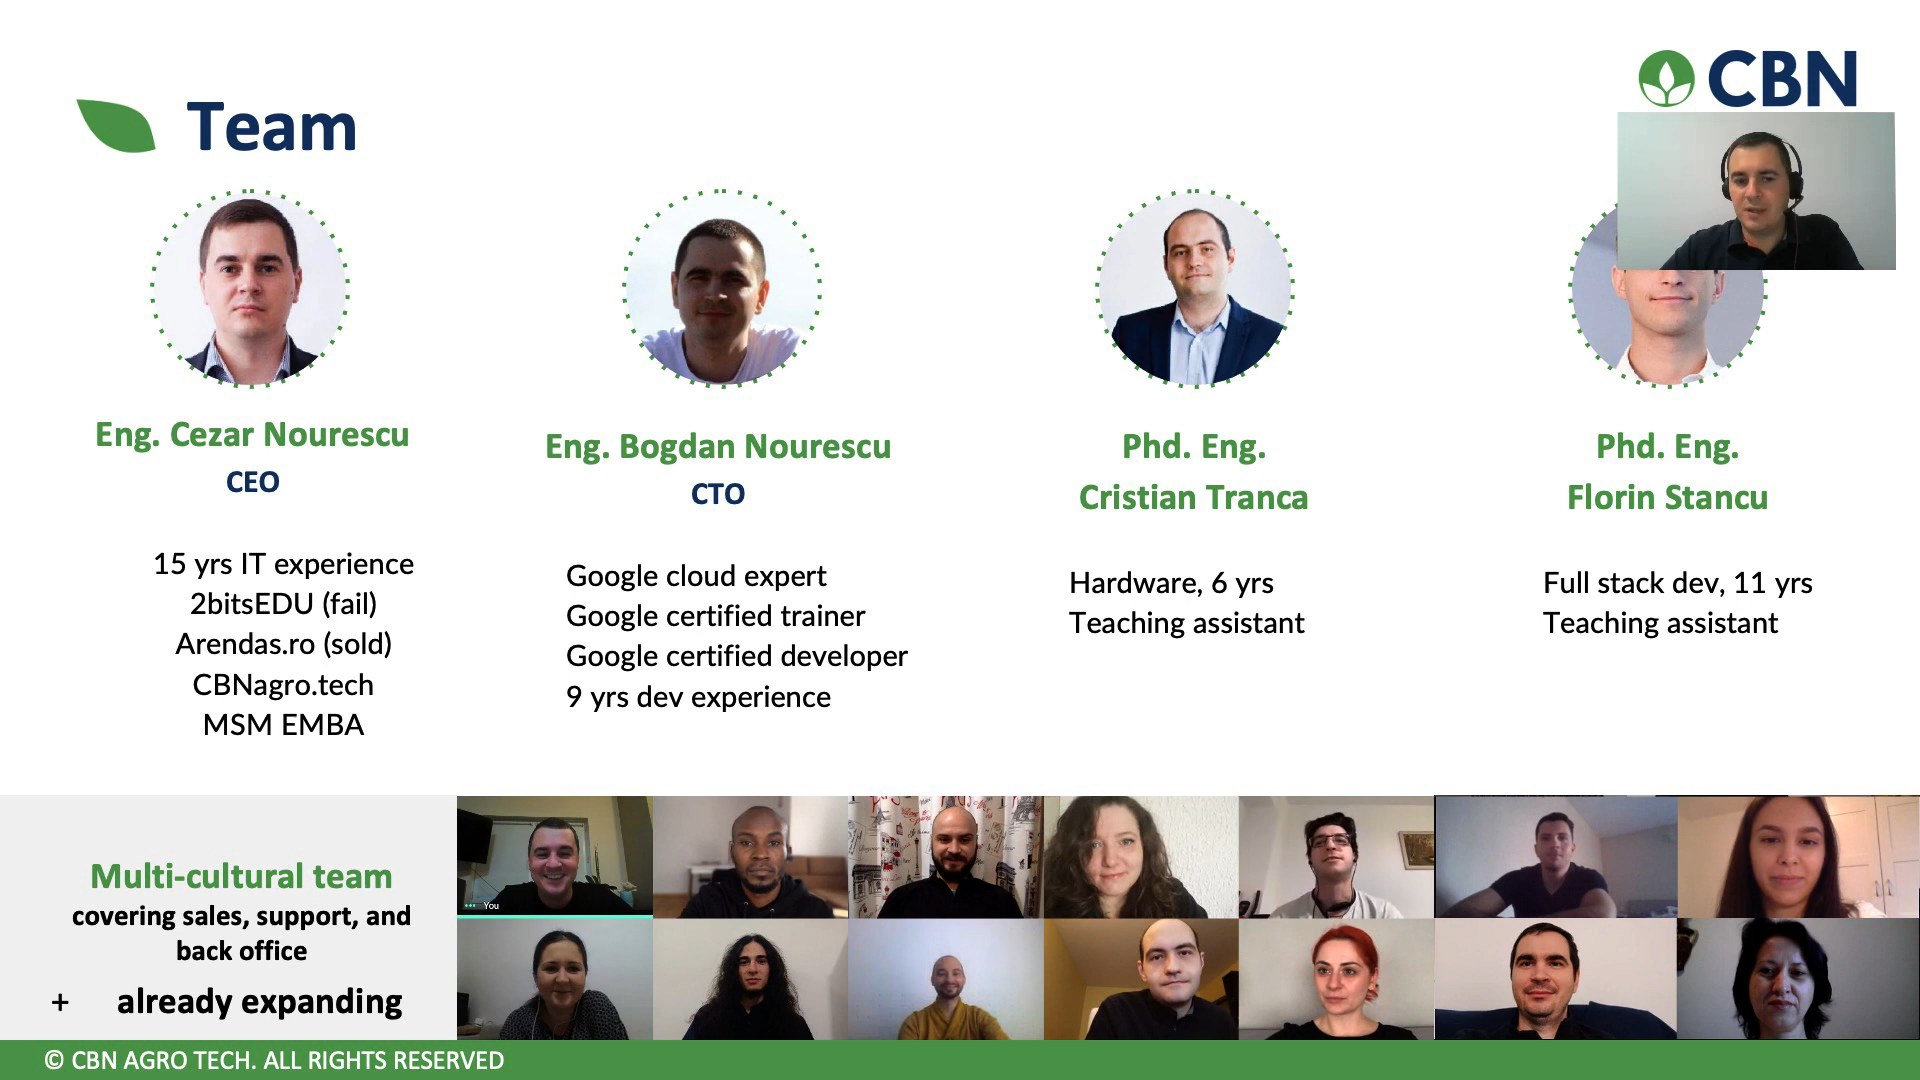 CBN
Team
Eng. Cezar Nourescu
CEO
15 yrs IT experience
2bitsEDU (fail)
Arendas.ro (sold)
CBNagro.tech
MSM EMBA
Eng. Bogdan Nourescu
CTO
Google cloud expert
Google certified trainer
Google certified developer
9 yrs dev experience
Phd. Eng.
Cristian Tranca
Hardware, 6 yrs
Teaching assistant
Phd. Eng.
Florin Stancu
Full stack dev, 11 yrs
Teaching assistant
Multi-cultural team
covering sales, support, and
back office
+ already expanding
You
© CBN AGRO TECH. ALL RIGHTS RESERVED